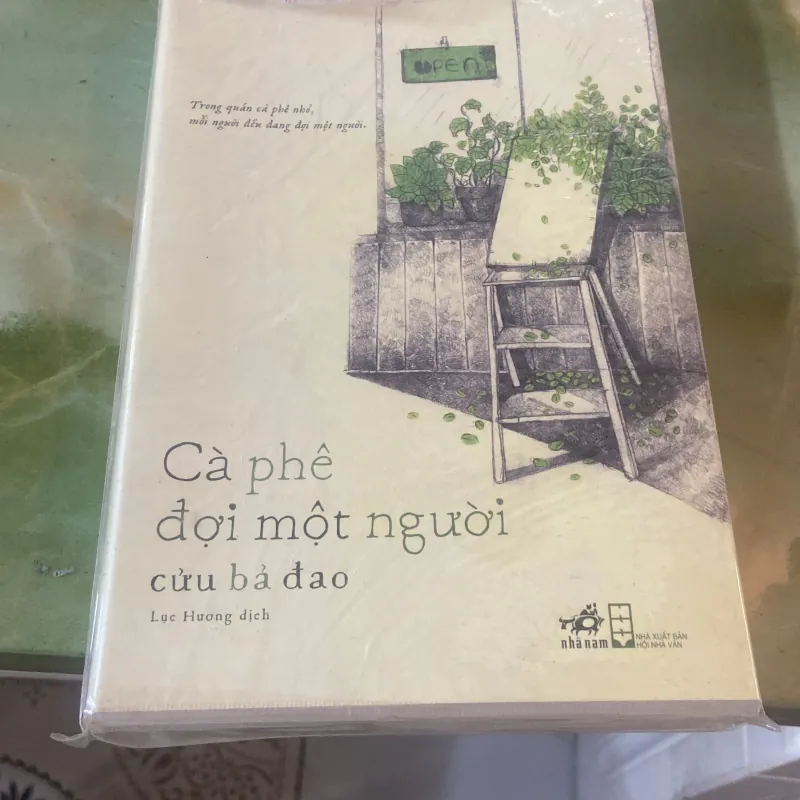 OPEN
Trong quán cà phê nhỏ,
mỗi người đều đang đợi một người.
Cà phê
đợi một người
cửu bả đao
Lục Hương dịch
nhã nam
NHÀ XUẤT BẢN
HỘI NHÀ VĂN